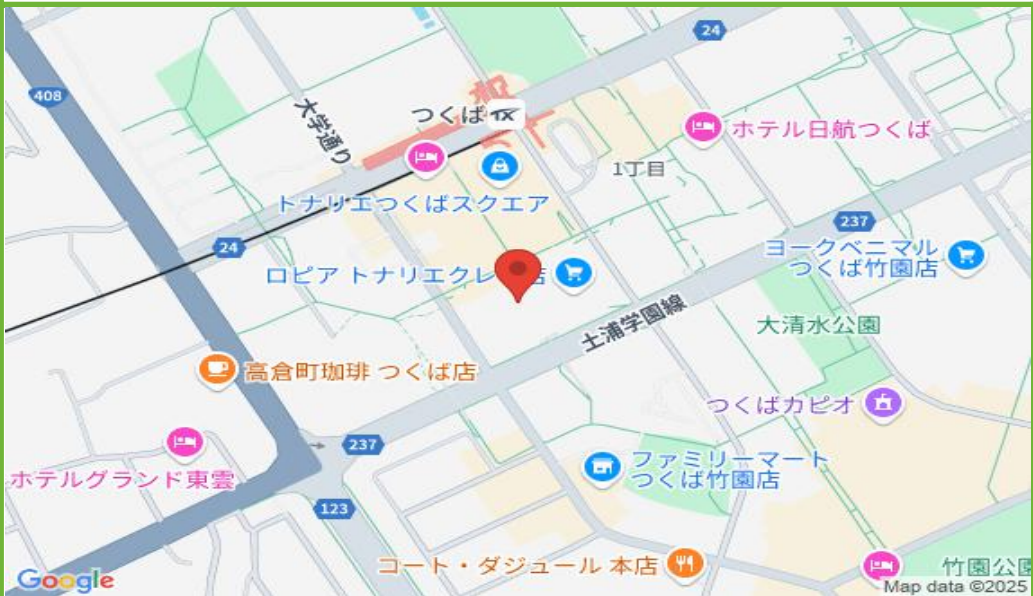 24
408
大学通り
つくば
ホテル日航つくば
1丁目
トナリエつくばスクエア
237
24
ヨークベニマル
つくば竹園店
ロピア トナリエクレ
店
土浦学園線
大清水公園
高倉町珈琲 つくば店
つくばカピオ
237
ホテルグランド東雲
ファミリーマート
つくば竹園店
123
コート・ダジュール 本店
竹園公園
Google
Map data ©2025